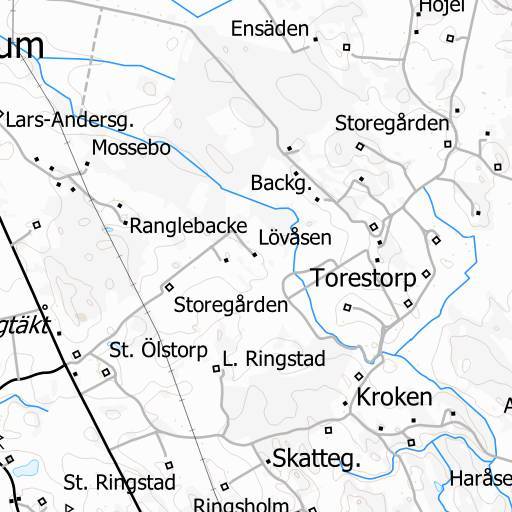 Höjel
Ensäden
um
Lars-Andersg.
Storegården
Mossebo
Backg.
Ranglebacke
Lövåsen
Torestorp
Storegården
gtäkt
St. Ölstorp
L. Ringstad
Kroken
A
Skatteg.
St. Ringstad
Haråse
Ringsholm